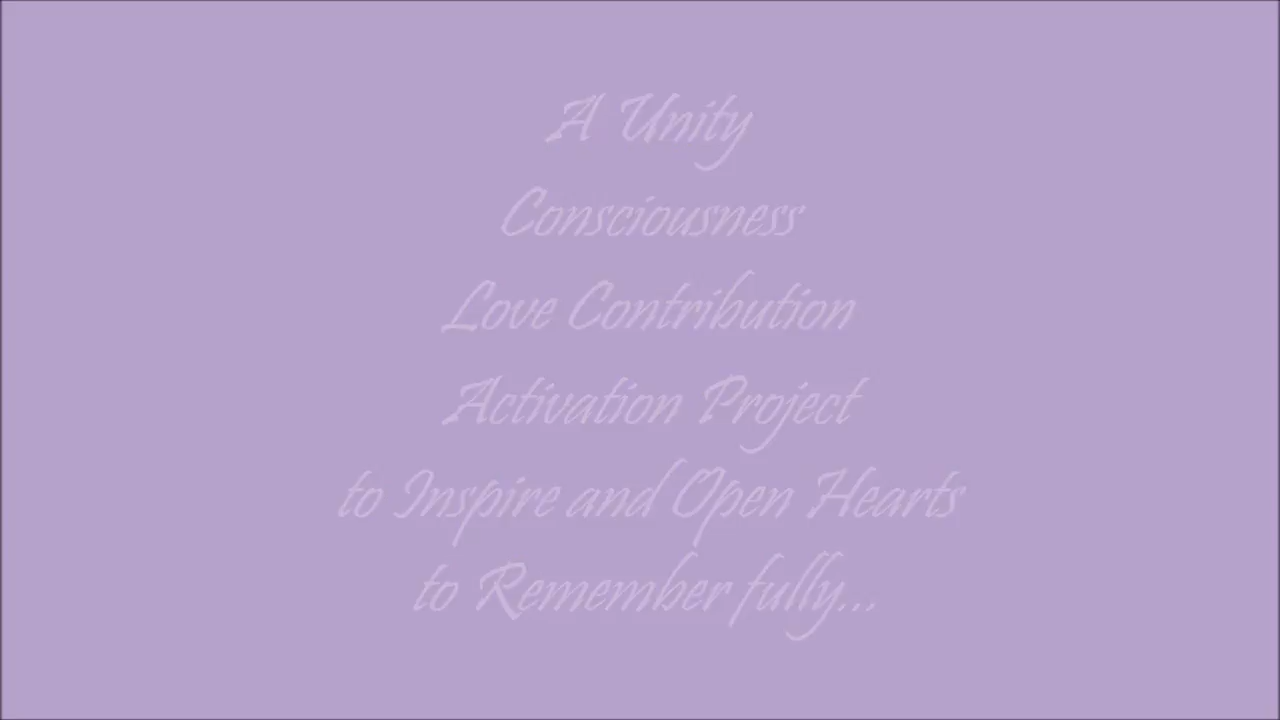 A Unity
Consciousness
Love Contribution
Activation Project
to Inspire and Open Hearts
to Remember fully...